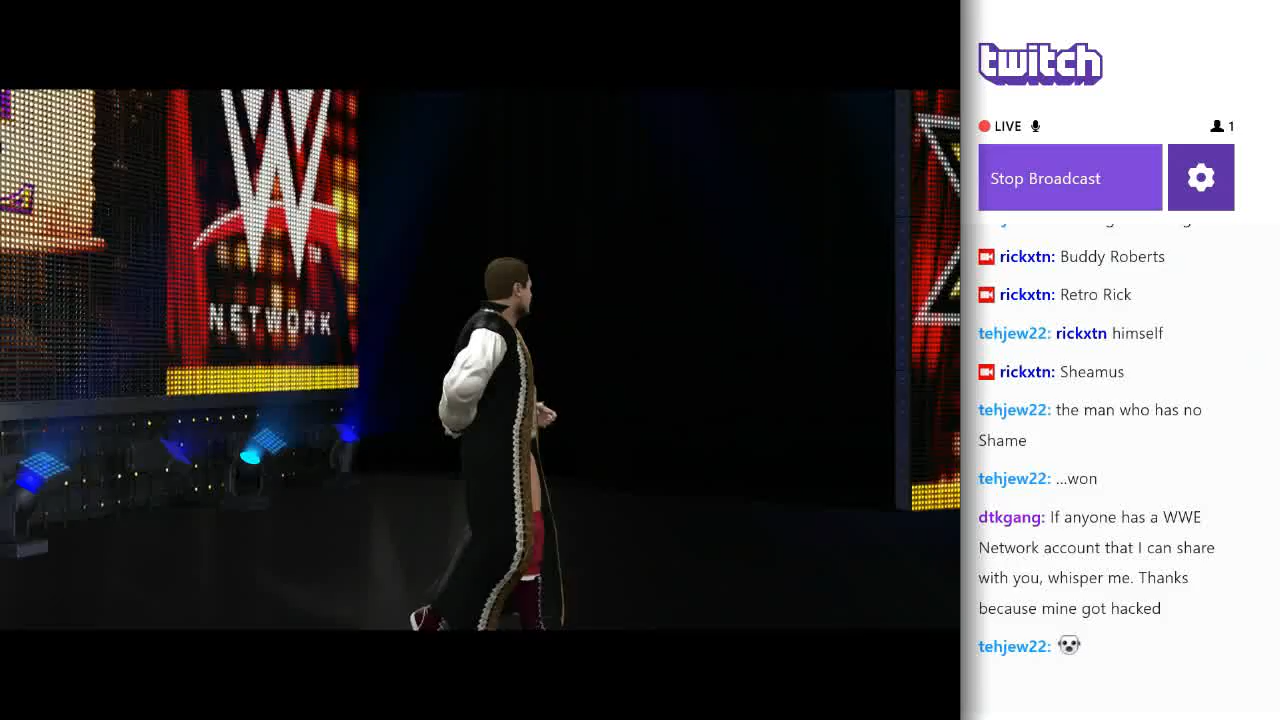 W
NETWORK
twitch
LIVE
1
Stop Broadcast
rickxtn: Buddy Roberts
rickxtn: Retro Rick
tehjew22: rickxtn himself
rickxtn: Sheamus
tehjew22: the man who has no
Shame
tehjew22: ...won
dtkgang: If anyone has a WWE
Network account that I can share
with you, whisper me. Thanks
because mine got hacked
tehjew22: